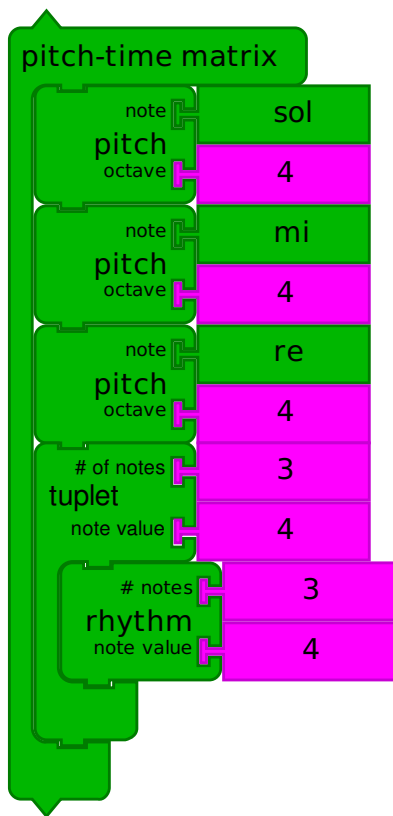 pitch-time matrix
note sol
pitch
octave 4
note mi
pitch
octave 4
note re
pitch
octave 4
# of notes 3
tuplet
note value 4
# notes 3
rhythm
note value 4